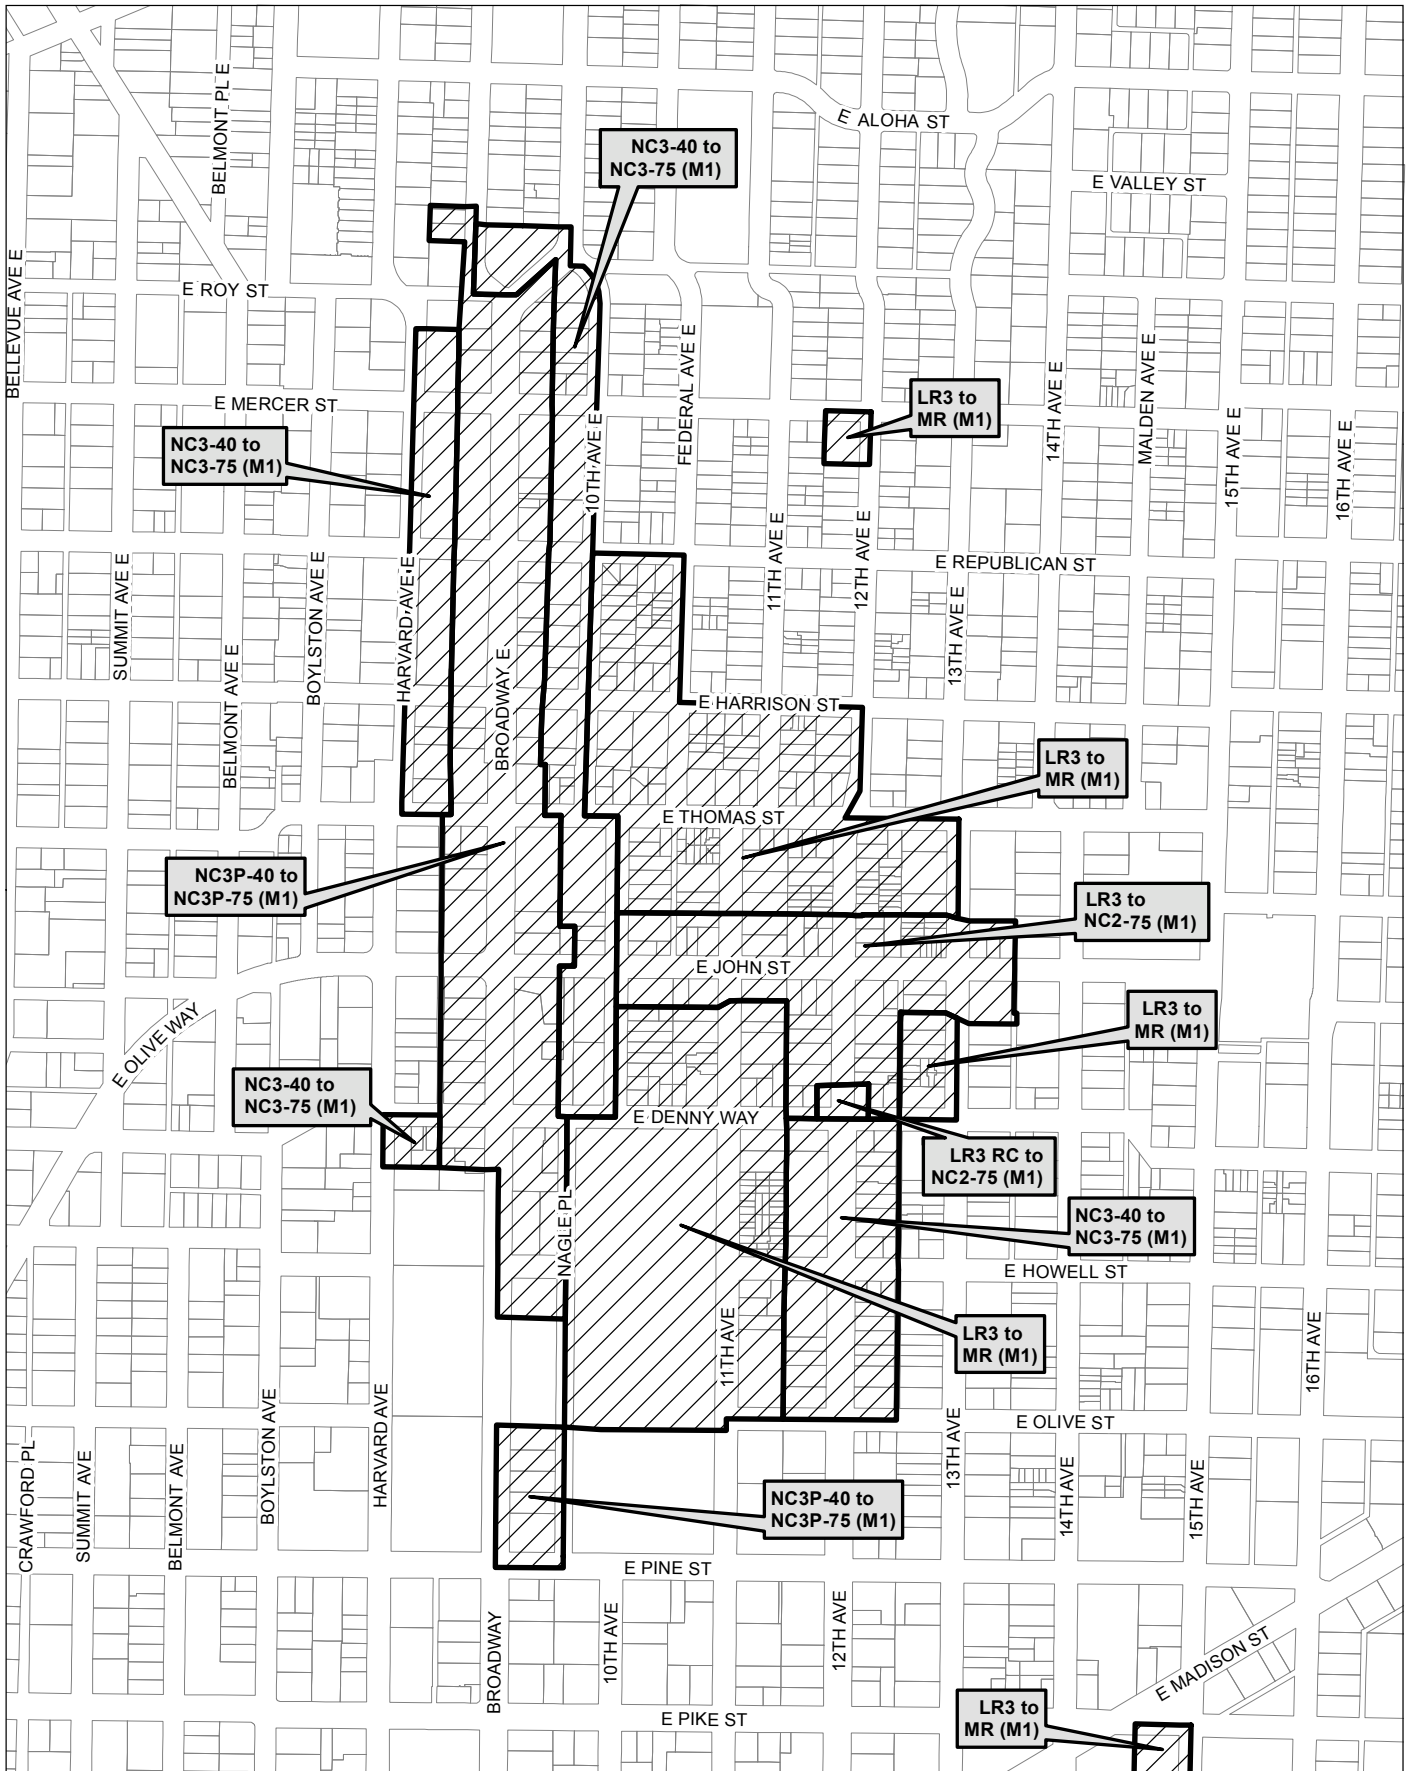 BELMONT PL E
E ALOHA ST
NC3-40 to
NC3-75 (M1)
E VALLEY ST
BELLEVUE AVE E
E ROY ST
FEDERAL AVE E
14TH AVE E
MALDEN AVE E
E MERCER ST
LR3 to
MR (M1)
10TH AVE E
15TH AVE E
16TH AVE E
NC3-40 to
NC3-75 (M1)
11TH AVE E
12TH AVE E
E REPUBLICAN ST
SUMMIT AVE E
BOYLSTON AVE E
HARVARD AVE E
13TH AVE E
BELMONT AVE E
BROADWAY E
E HARRISON ST
LR3 to
MR (M1)
E THOMAS ST
NC3P-40 to
NC3P-75 (M1)
LR3 to
NC2-75 (M1)
E JOHN ST
E OLIVE WAY
LR3 to
MR (M1)
NC3-40 to
NC3-75 (M1)
E DENNY WAY
LR3 RC to
NC2-75 (M1)
NAGLE PL
NC3-40 to
NC3-75 (M1)
E HOWELL ST
LR3 to
MR (M1)
11TH AVE
16TH AVE
BOYLSTON AVE
HARVARD AVE
E OLIVE ST
CRAWFORD PL
SUMMIT AVE
BELMONT AVE
13TH AVE
14TH AVE
15TH AVE
NC3P-40 to
NC3P-75 (M1)
E PINE ST
BROADWAY
10TH AVE
12TH AVE
E MADISON ST
E PIKE ST
LR3 to
MR (M1)